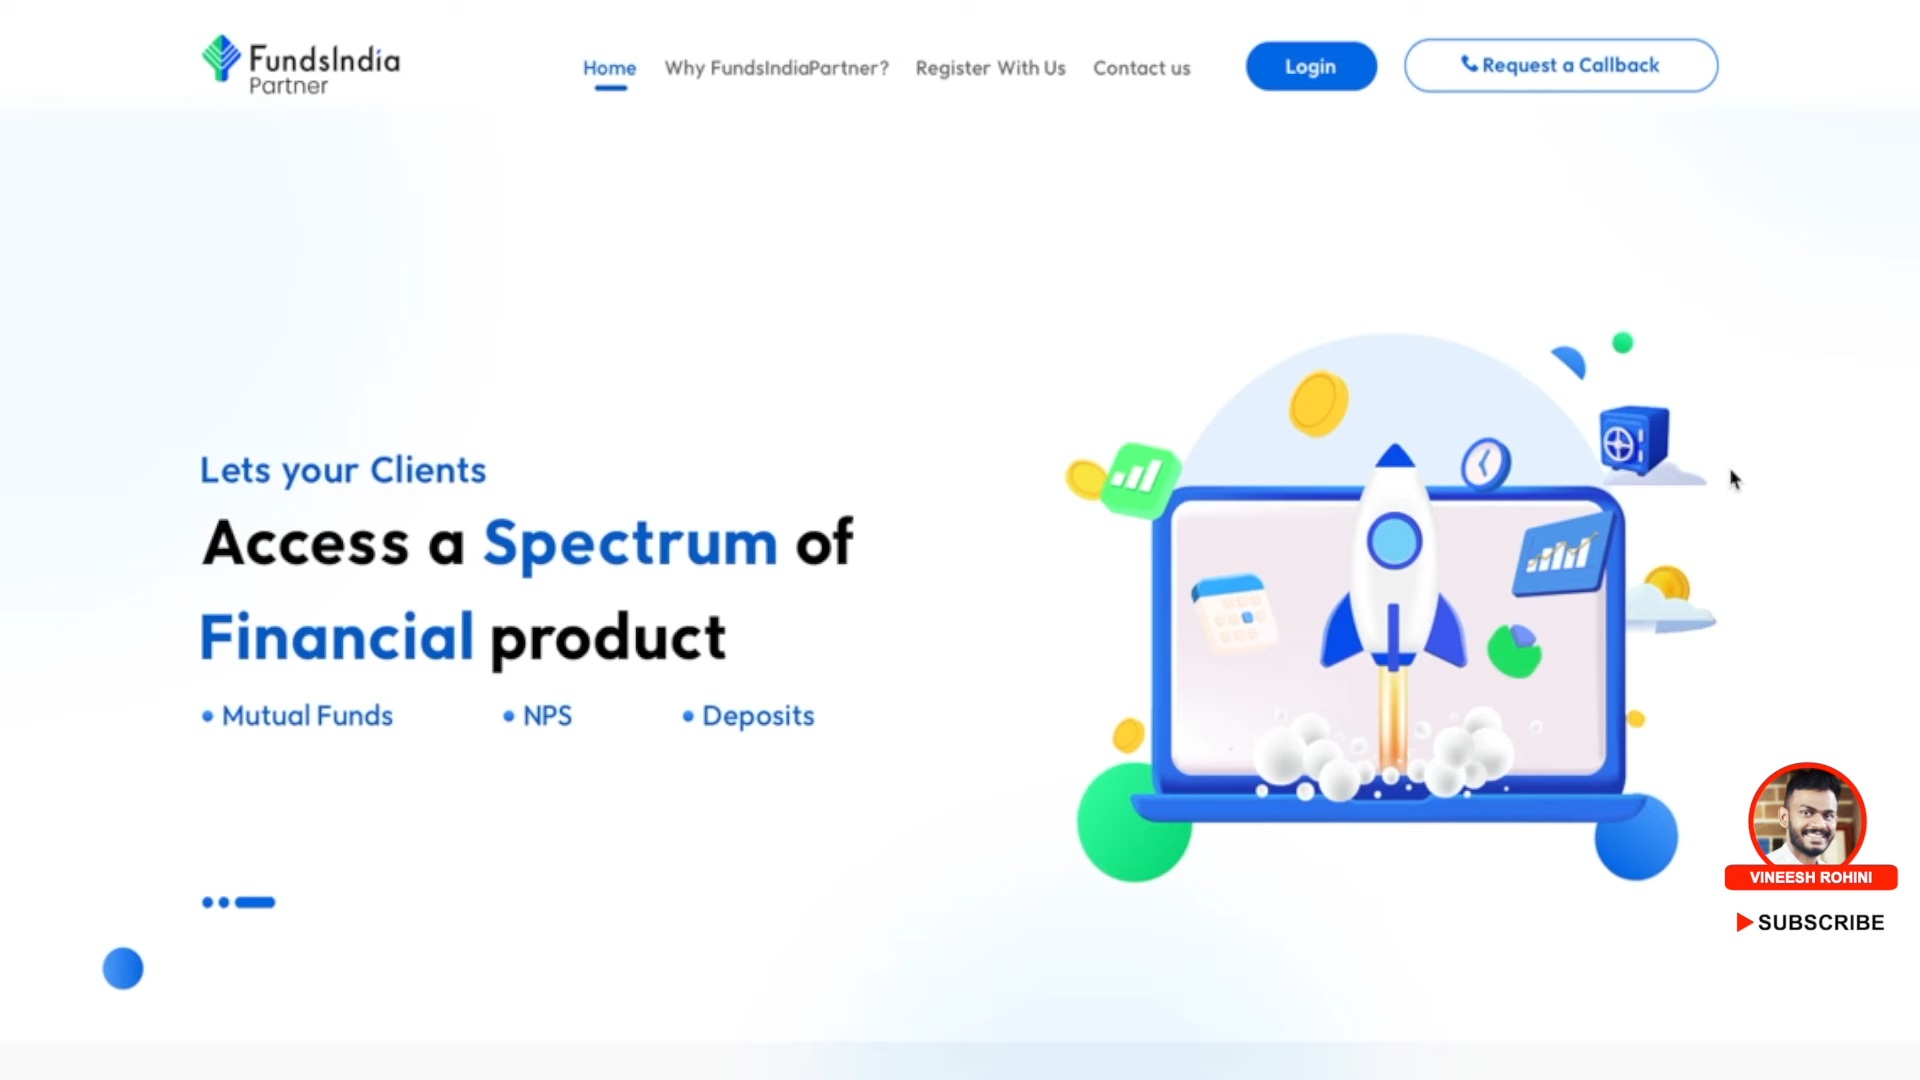 FundsIndia
Partner
Home
Why FundsIndiaPartner?
Register With Us
Contact us
Login
Request a Callback
Lets your Clients
Access a Spectrum of
Financial product
Mutual Funds
NPS
Deposits
VINEESH ROHINI
SUBSCRIBE